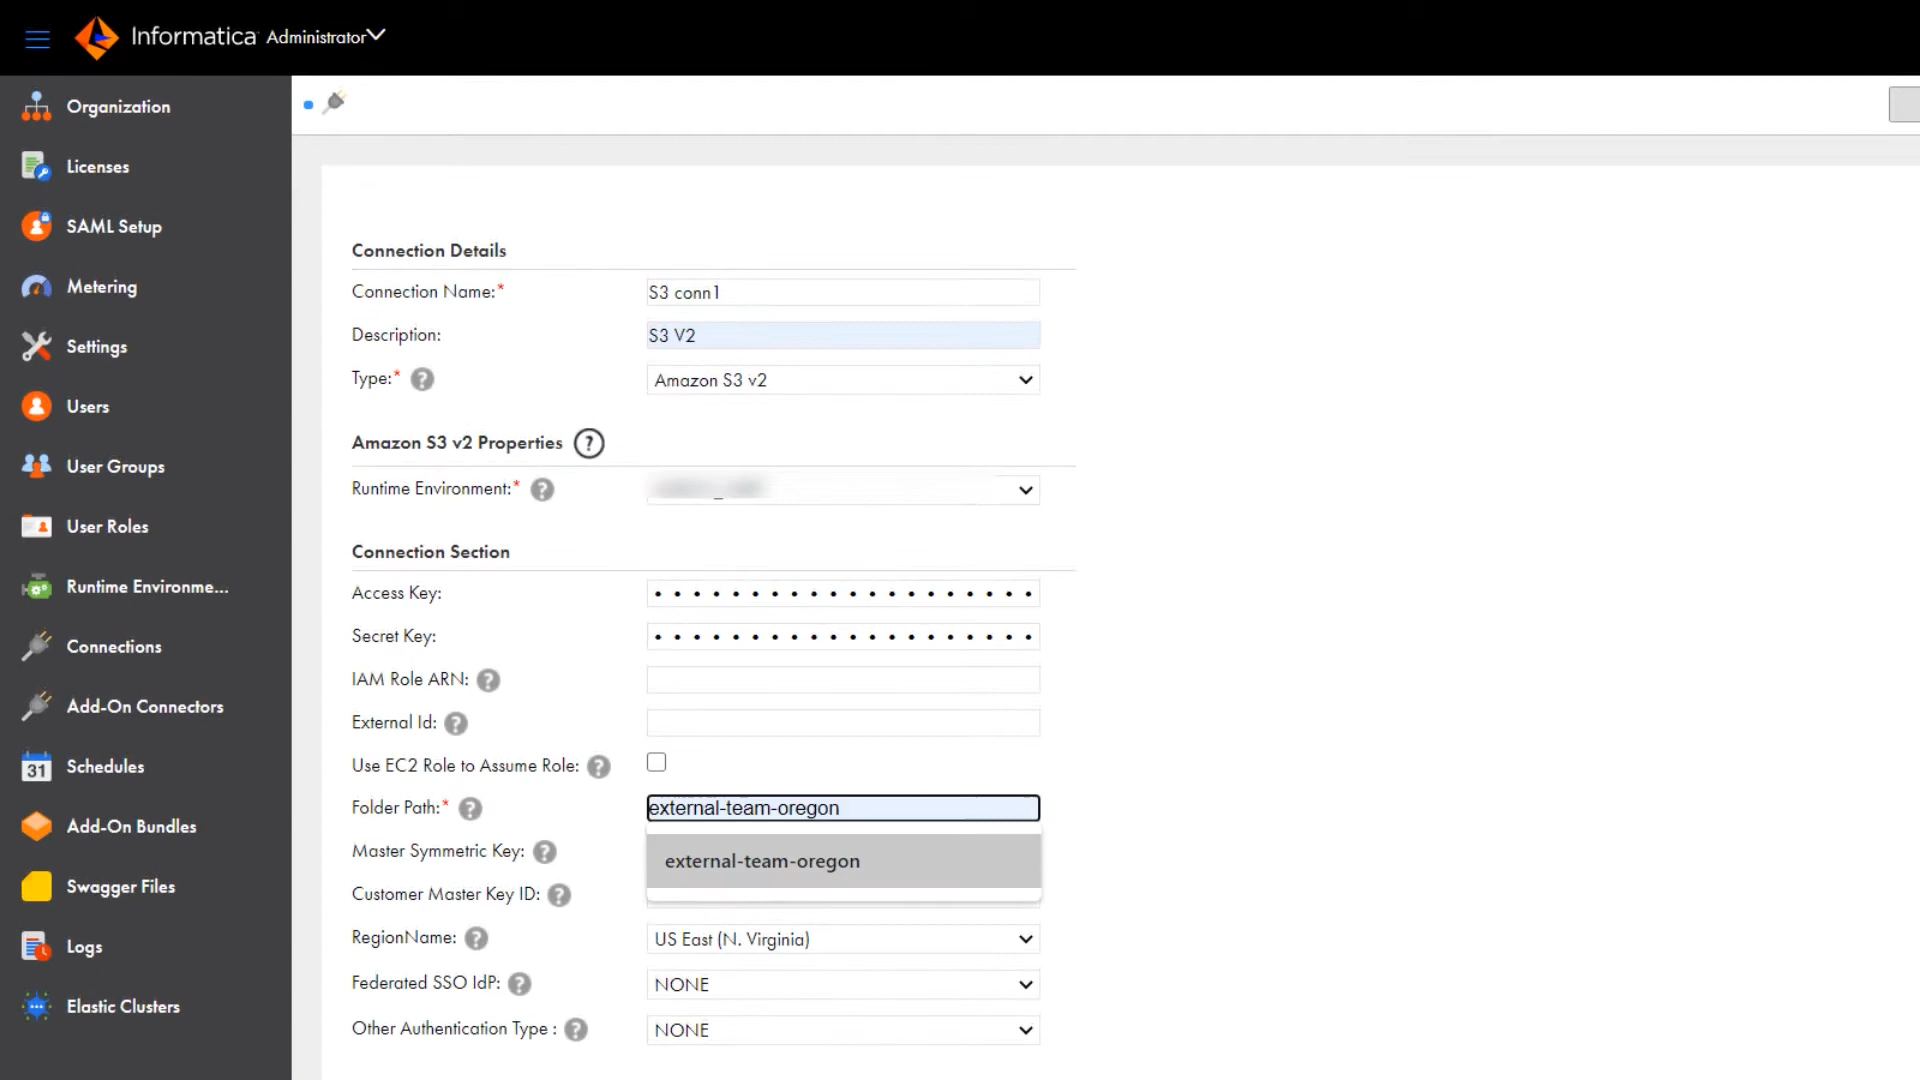 Informatica Administrator
Organization
Licenses
SAML Setup
Metering
Settings
Users
User Groups
User Roles
Runtime Environme...
Connections
Add-On Connectors
31 Schedules
Add-On Bundles
Swagger Files
Logs
Elastic Clusters
Connection Details
Connection Name:* S3 conn1
Description: S3 V2
Type:* ? Amazon S3 v2
Amazon S3 v2 Properties ?
Runtime Environment:* ?
Connection Section
Access Key: • • • • • • • • • • • • • • • • • • • •
Secret Key: • • • • • • • • • • • • • • • • • • • •
IAM Role ARN: ?
External Id: ?
Use EC2 Role to Assume Role: ?
Folder Path:* ? external-team-oregon
external-team-oregon
Master Symmetric Key: ?
Customer Master Key ID: ?
RegionName: ? US East (N. Virginia)
Federated SSO IdP: ? NONE
Other Authentication Type : ? NONE